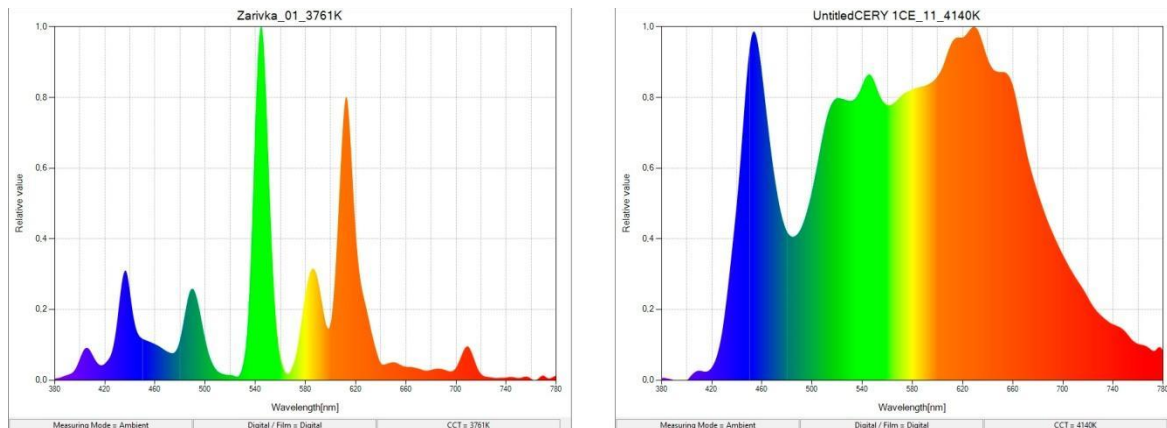 Zarivka_01_3761K
1.0
0.8
0.6
0.4
0.2
0.0
Relative value
380 420 460 500 540 580 620 660 700 740 780
Wavelength[nm]
Measuring Mode = Ambient Digital / Film = Digital CCT = 3761K
UntitledCERY 1CE_11_4140K
1.0
0.8
0.6
0.4
0.2
0.0
Relative value
380 420 460 500 540 580 620 660 700 740 780
Wavelength[nm]
Measuring Mode = Ambient Digital / Film = Digital CCT = 4140K